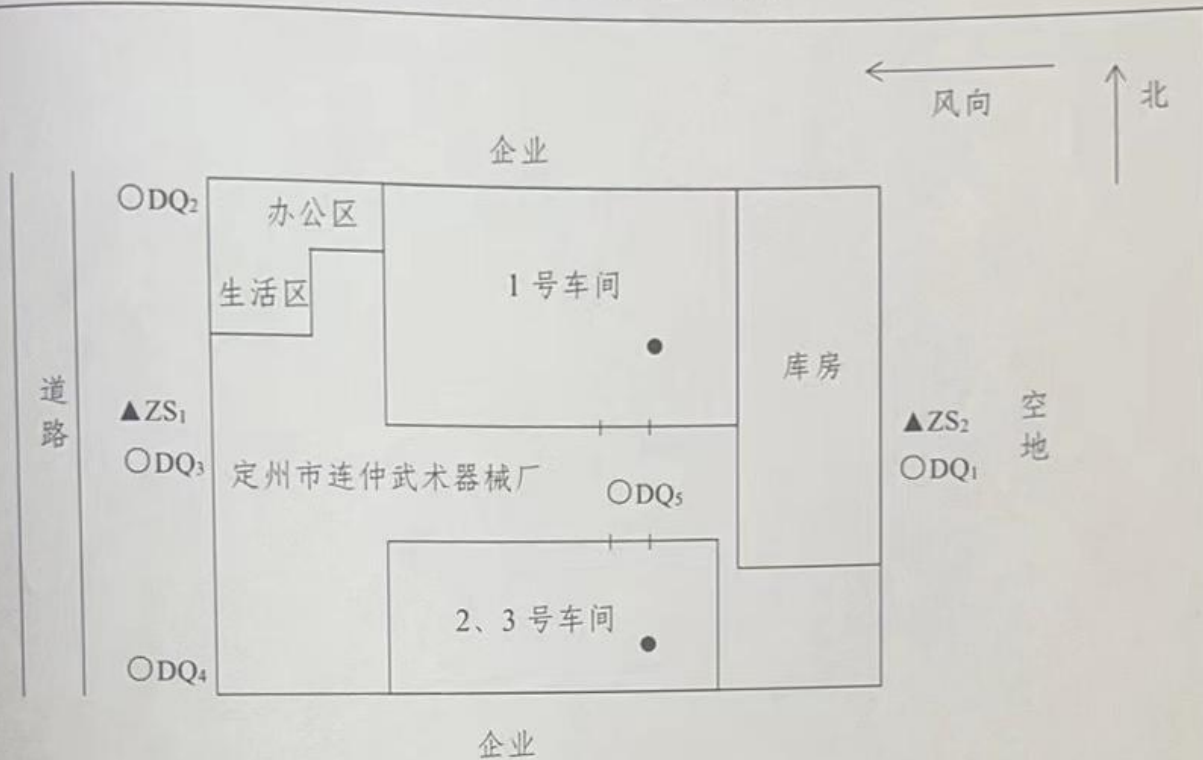 风向
北
企业
○DQ₂
办公区
生活区
1 号车间
库房
道路
▲ZS₁
○DQ₃
定州市连仲武术器械厂
○DQ₅
▲ZS₂
○DQ₁
空地
2、3 号车间
○DQ₄
企业